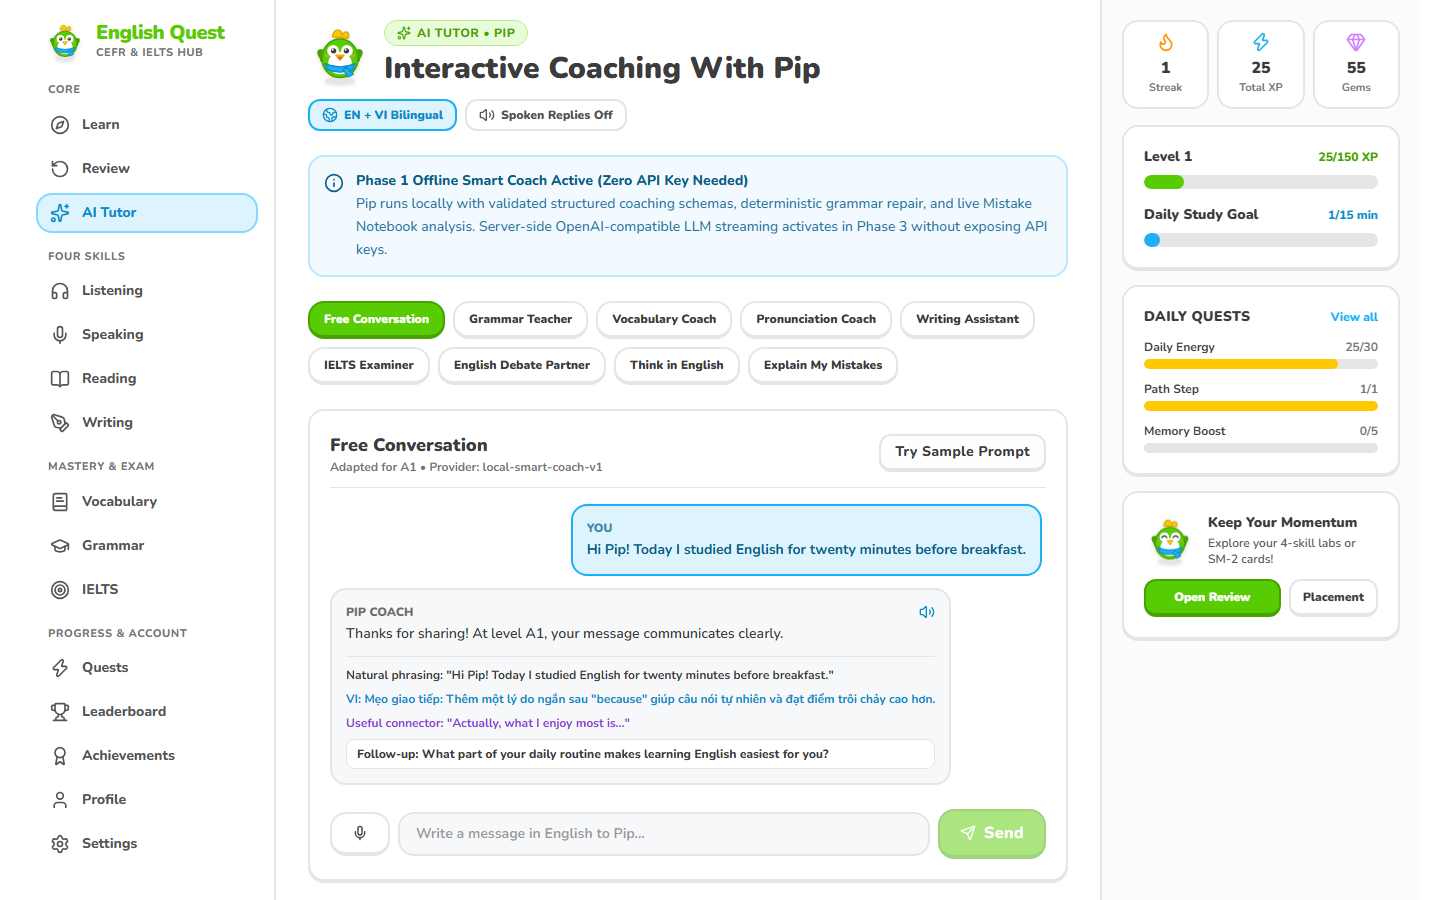 English Quest
CEFR & IELTS HUB
CORE
Learn
Review
AI Tutor
FOUR SKILLS
Listening
Speaking
Reading
Writing
MASTERY & EXAM
Vocabulary
Grammar
IELTS
PROGRESS & ACCOUNT
Quests
Leaderboard
Achievements
Profile
Settings
AI TUTOR • PIP
Interactive Coaching With Pip
EN + VI Bilingual
Spoken Replies Off
Phase 1 Offline Smart Coach Active (Zero API Key Needed)
Pip runs locally with validated structured coaching schemas, deterministic grammar repair, and live Mistake
Notebook analysis. Server-side OpenAI-compatible LLM streaming activates in Phase 3 without exposing API
keys.
Free Conversation
Grammar Teacher
Vocabulary Coach
Pronunciation Coach
Writing Assistant
IELTS Examiner
English Debate Partner
Think in English
Explain My Mistakes
Free Conversation
Adapted for A1 • Provider: local-smart-coach-v1
Try Sample Prompt
YOU
Hi Pip! Today I studied English for twenty minutes before breakfast.
PIP COACH
Thanks for sharing! At level A1, your message communicates clearly.
Natural phrasing: "Hi Pip! Today I studied English for twenty minutes before breakfast."
VI: Mẹo giao tiếp: Thêm một lý do ngắn sau "because" giúp câu nói tự nhiên và đạt điểm trôi chảy cao hơn.
Useful connector: "Actually, what I enjoy most is..."
Follow-up: What part of your daily routine makes learning English easiest for you?
Write a message in English to Pip...
Send
1
Streak
25
Total XP
55
Gems
Level 1
25/150 XP
Daily Study Goal
1/15 min
DAILY QUESTS
View all
Daily Energy
25/30
Path Step
1/1
Memory Boost
0/5
Keep Your Momentum
Explore your 4-skill labs or
SM-2 cards!
Open Review
Placement